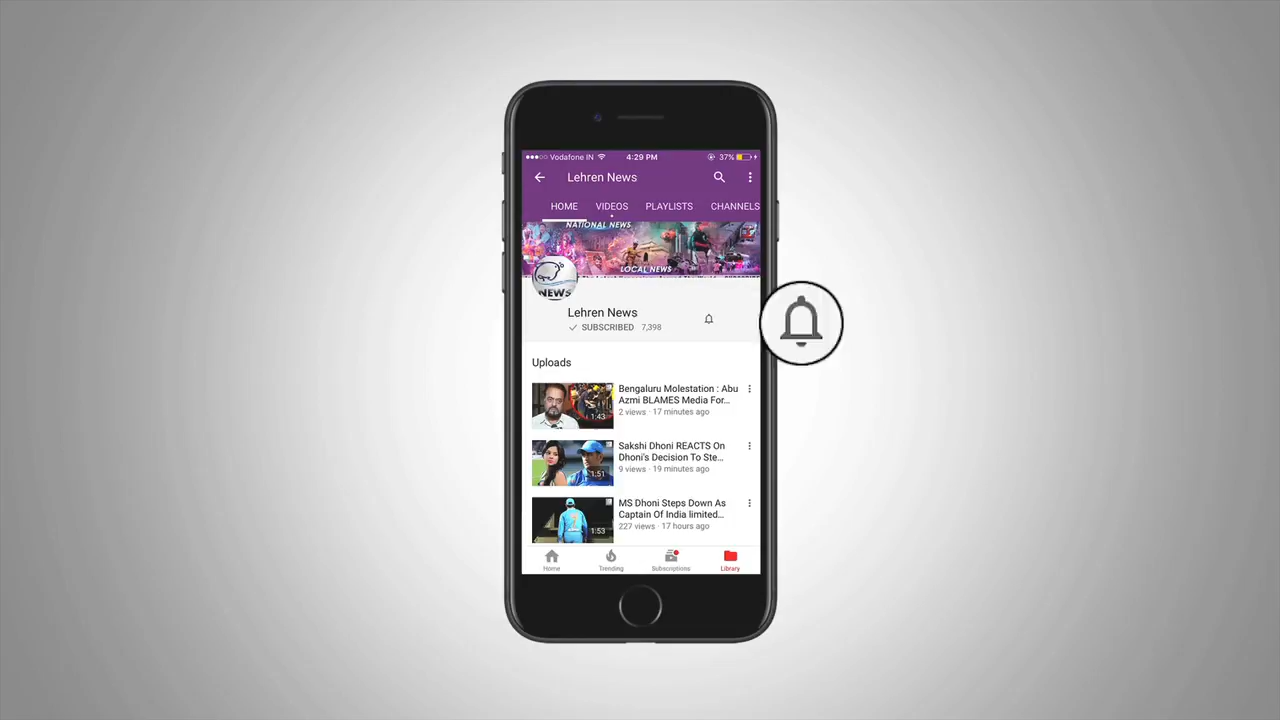 Vodafone IN 4:29 PM 37%
Lehren News
HOME VIDEOS PLAYLISTS CHANNELS
NATIONAL NEWS
LOCAL NEWS
NEWS
Lehren News
SUBSCRIBED 7,398
Uploads
Bengaluru Molestation : Abu
Azmi BLAMES Media For...
2 views · 17 minutes ago
1:43
Sakshi Dhoni REACTS On
Dhoni's Decision To Ste...
9 views · 19 minutes ago
1:51
MS Dhoni Steps Down As
Captain Of India limited...
227 views · 17 hours ago
1:53
Home Trending Subscriptions Library